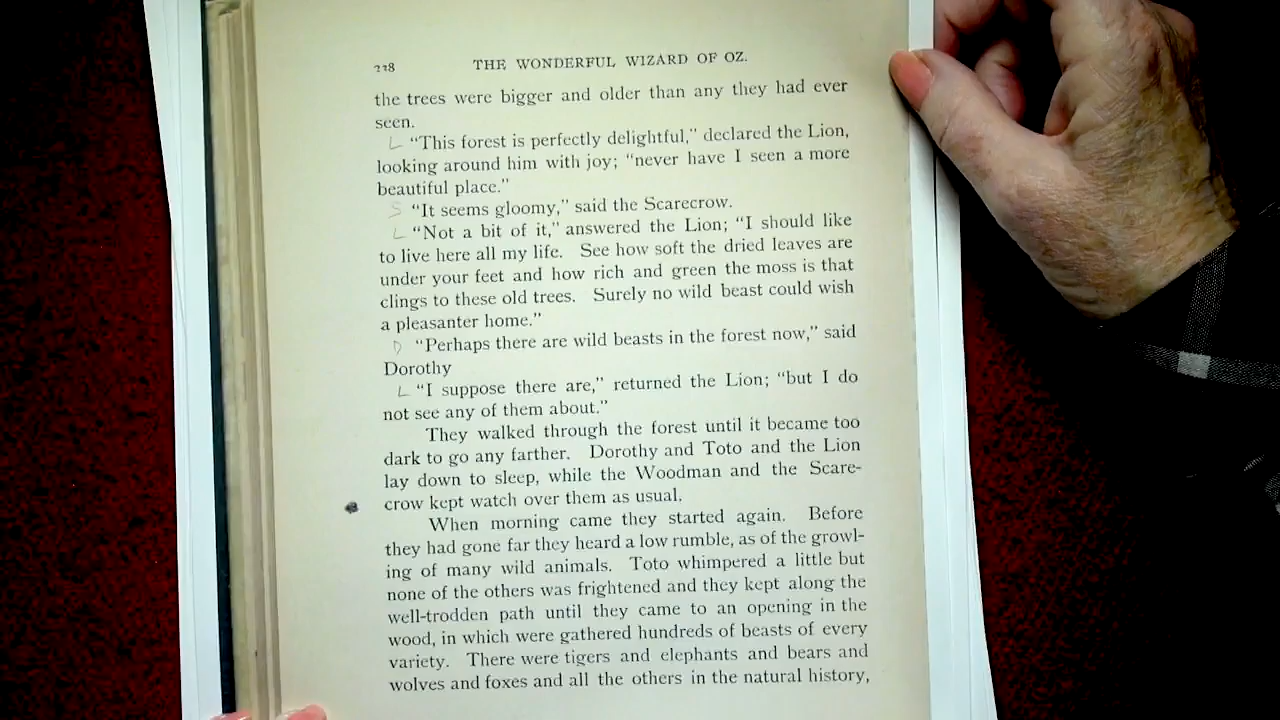 228 THE WONDERFUL WIZARD OF OZ.
the trees were bigger and older than any they had ever
seen.
L "This forest is perfectly delightful," declared the Lion,
looking around him with joy; "never have I seen a more
beautiful place."
S "It seems gloomy," said the Scarecrow.
L "Not a bit of it," answered the Lion; "I should like
to live here all my life. See how soft the dried leaves are
under your feet and how rich and green the moss is that
clings to these old trees. Surely no wild beast could wish
a pleasanter home."
D "Perhaps there are wild beasts in the forest now," said
Dorothy
L "I suppose there are," returned the Lion; "but I do
not see any of them about."
They walked through the forest until it became too
dark to go any farther. Dorothy and Toto and the Lion
lay down to sleep, while the Woodman and the Scare-
crow kept watch over them as usual.
When morning came they started again. Before
they had gone far they heard a low rumble, as of the growl-
ing of many wild animals. Toto whimpered a little but
none of the others was frightened and they kept along the
well-trodden path until they came to an opening in the
wood, in which were gathered hundreds of beasts of every
variety. There were tigers and elephants and bears and
wolves and foxes and all the others in the natural history,